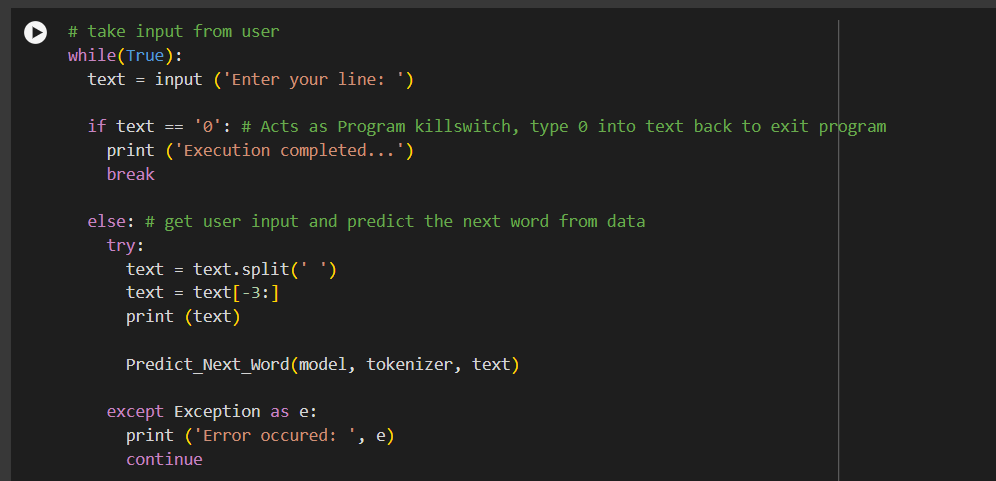 # take input from user
while(True):
  text = input ('Enter your line: ')
  if text == '0': # Acts as Program killswitch, type 0 into text back to exit program
    print ('Execution completed...')
    break
  else: # get user input and predict the next word from data
    try:
      text = text.split(' ')
      text = text[-3:]
      print (text)
      Predict_Next_Word(model, tokenizer, text)
    except Exception as e:
      print ('Error occured: ', e)
      continue